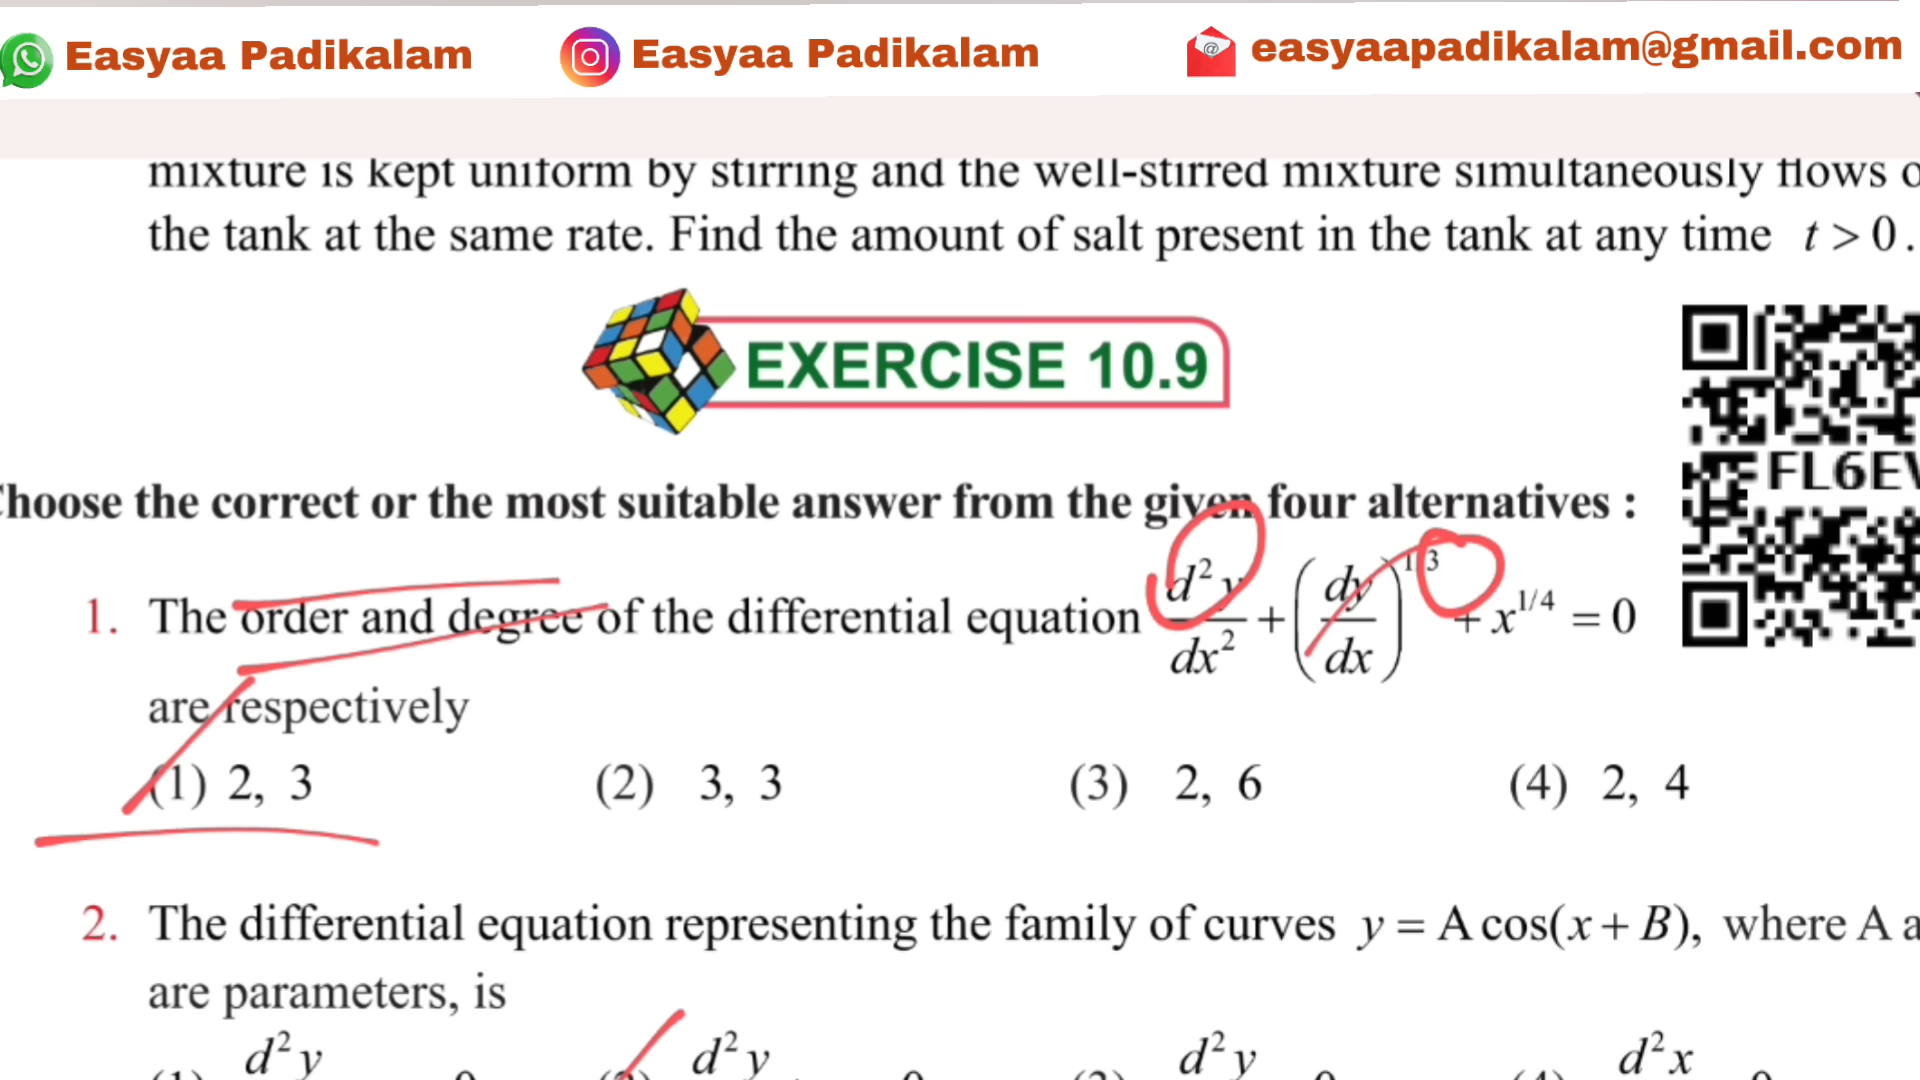 Easyaa Padikalam Easyaa Padikalam easyaapadikalam@gmail.com
mixture is kept uniform by stirring and the well-stirred mixture simultaneously flows
the tank at the same rate. Find the amount of salt present in the tank at any time t > 0.
EXERCISE 10.9
FL6E
hoose the correct or the most suitable answer from the given four alternatives :
1. The order and degree of the differential equation d²y/dx² + (dy/dx)^1/3 + x^1/4 = 0
are respectively
(1) 2, 3 (2) 3, 3 (3) 2, 6 (4) 2, 4
2. The differential equation representing the family of curves y = A cos(x + B), where A a
are parameters, is
d²y d²y d²y d²x